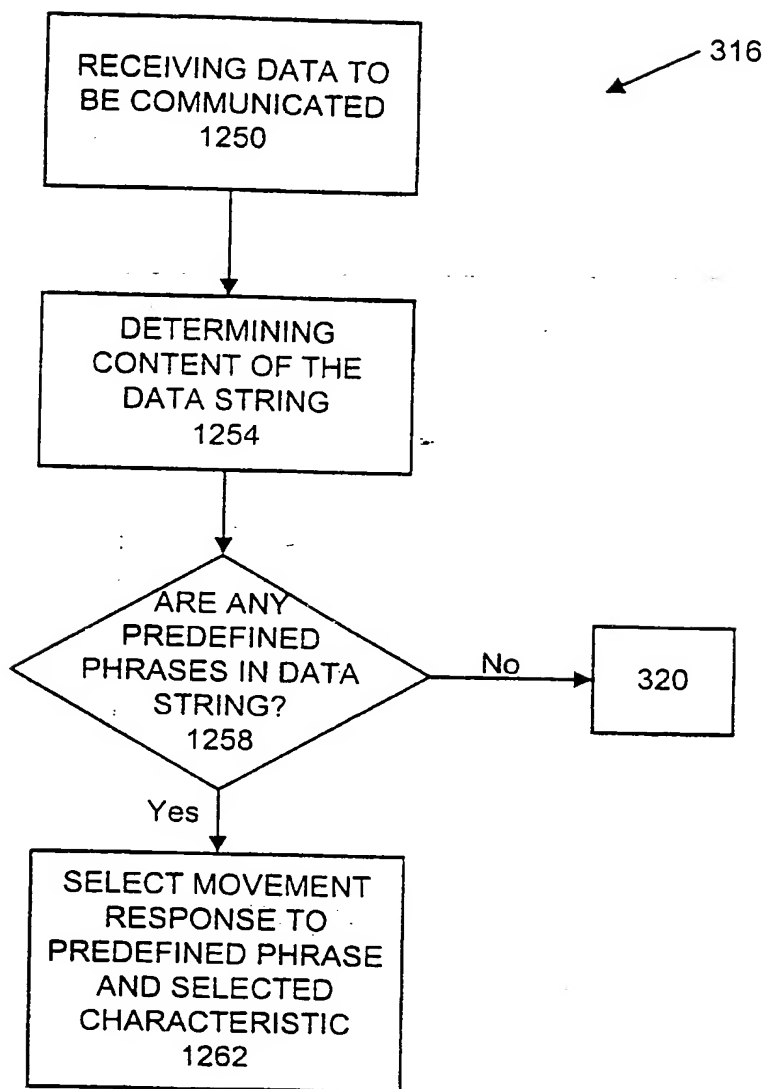 316
RECEIVING DATA TO
BE COMMUNICATED
1250
DETERMINING
CONTENT OF THE
DATA STRING
1254
ARE ANY
PREDEFINED
PHRASES IN DATA
STRING?
1258
No
320
Yes
SELECT MOVEMENT
RESPONSE TO
PREDEFINED PHRASE
AND SELECTED
CHARACTERISTIC
1262